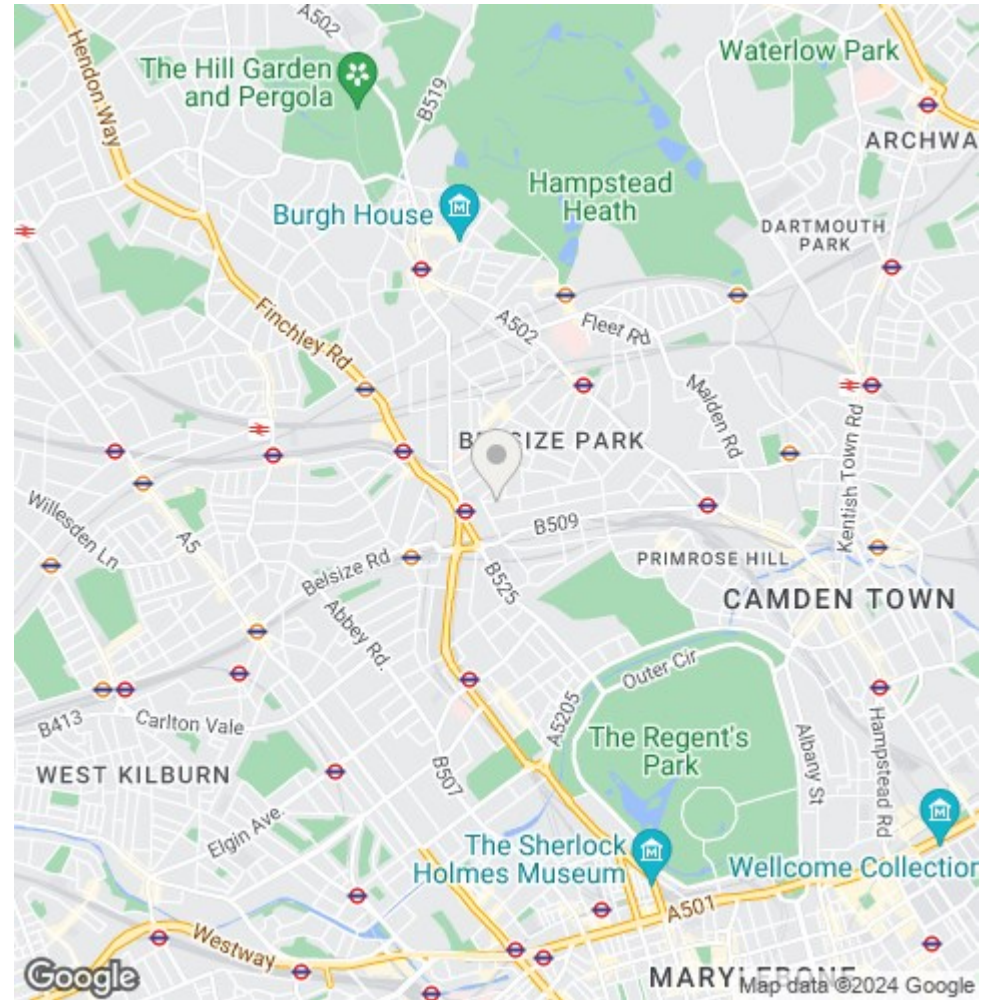 A502
Hendon Way
The Hill Garden
and Pergola
B519
Waterlow Park
ARCHWA
Burgh House
Hampstead
Heath
DARTMOUTH
PARK
Finchley Rd
A502
Fleet Rd
Malden Rd
BELSIZE PARK
Kentish Town Rd
Willesden Ln
A5
B509
Belsize Rd
B525
PRIMROSE HILL
Abbey Rd.
CAMDEN TOWN
Outer Cir
B413
Carlton Vale
A5205
The Regent's
Park
Albany St
Hampstead Rd
WEST KILBURN
B507
Elgin Ave.
The Sherlock
Holmes Museum
Wellcome Collection
A501
Westway
MARYLEBONE
Google
Map data ©2024 Google